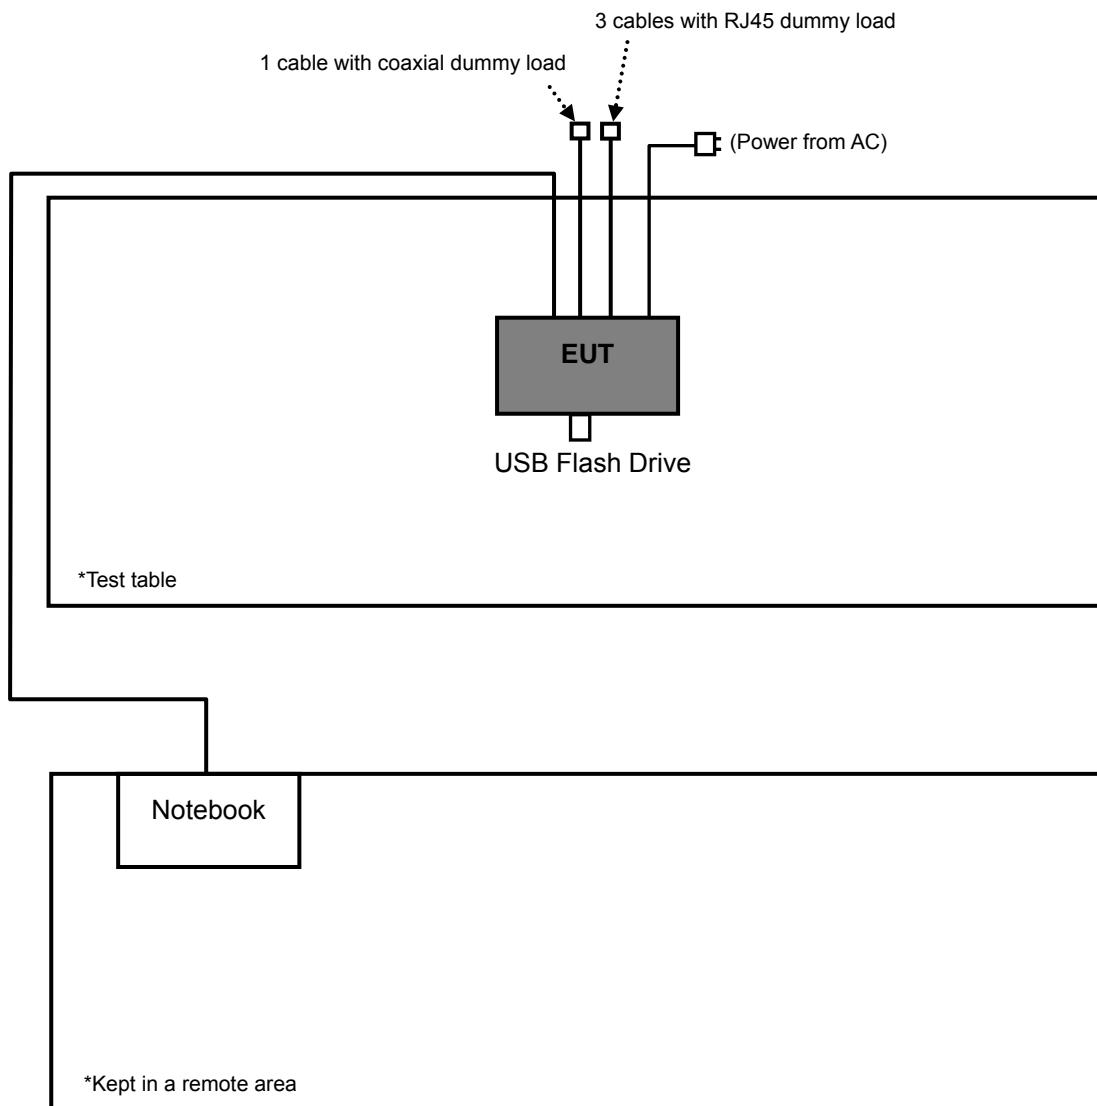 3 cables with RJ45 dummy load
1 cable with coaxial dummy load
(Power from AC)
EUT
USB Flash Drive
*Test table
Notebook
*Kept in a remote area